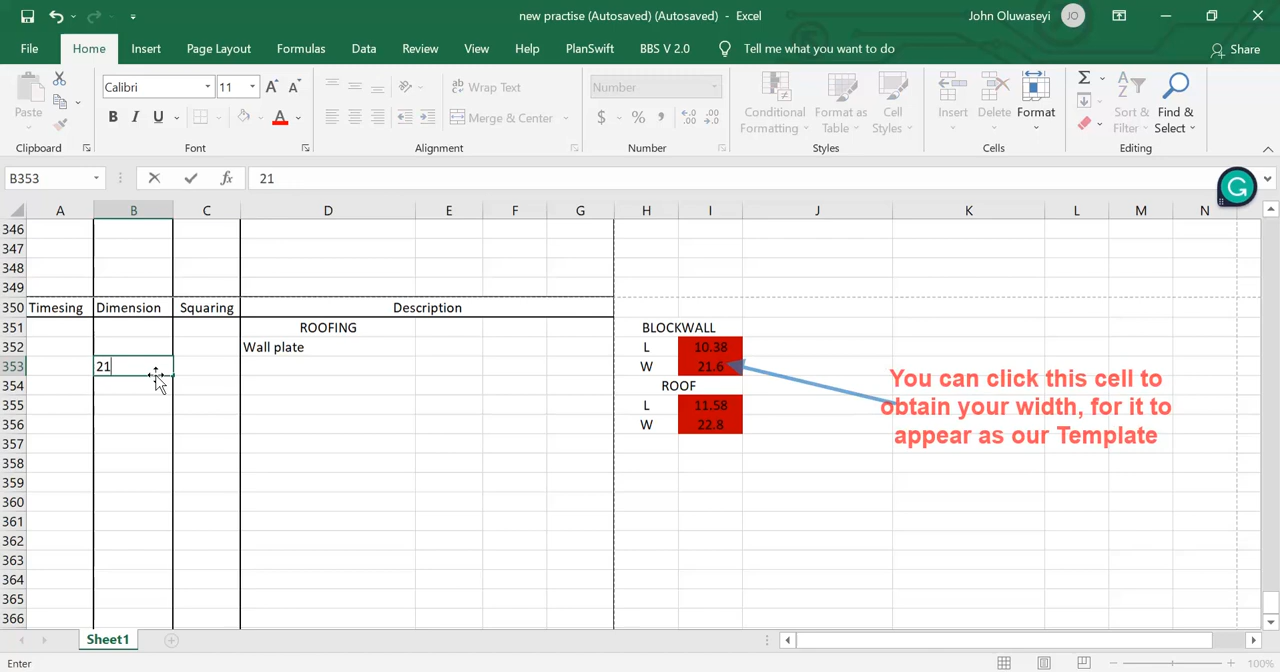 new practise (Autosaved) (Autosaved) - Excel
John Oluwaseyi JO
File Home Insert Page Layout Formulas Data Review View Help PlanSwift BBS V 2.0 Tell me what you want to do Share
Calibri 11 A A Wrap Text Number
Paste B I U A Merge & Center $ % , Conditional Formatting Format as Table Cell Styles Insert Delete Format Sort & Filter Find & Select
Clipboard Font Alignment Number Styles Cells Editing
B353 fx 21
A B C D E F G H I J K L M N
346
347
348
349
350 Timesing Dimension Squaring Description
351 ROOFING BLOCKWALL
352 Wall plate L 10.38
353 21 W 21.6
354 ROOF
355 L 11.58
356 W 22.8
You can click this cell to
obtain your width, for it to
appear as our Template
357
358
359
360
361
362
363
364
365
366
Sheet1
Enter 100%